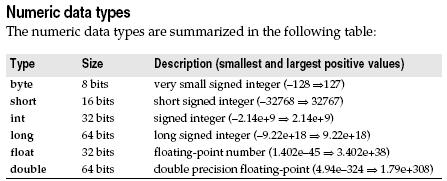 Numeric data types
The numeric data types are summarized in the following table:
Type Size Description (smallest and largest positive values)
byte 8 bits very small signed integer (–128 ⇒127)
short 16 bits short signed integer (–32768 ⇒ 32767)
int 32 bits signed integer (–2.14e+9 ⇒ 2.14e+9)
long 64 bits long signed integer (–9.22e+18 ⇒ 9.22e+18)
float 32 bits floating-point number (1.402e–45 ⇒ 3.402e+38)
double 64 bits double precision floating-point (4.94e–324 ⇒ 1.79e+308)